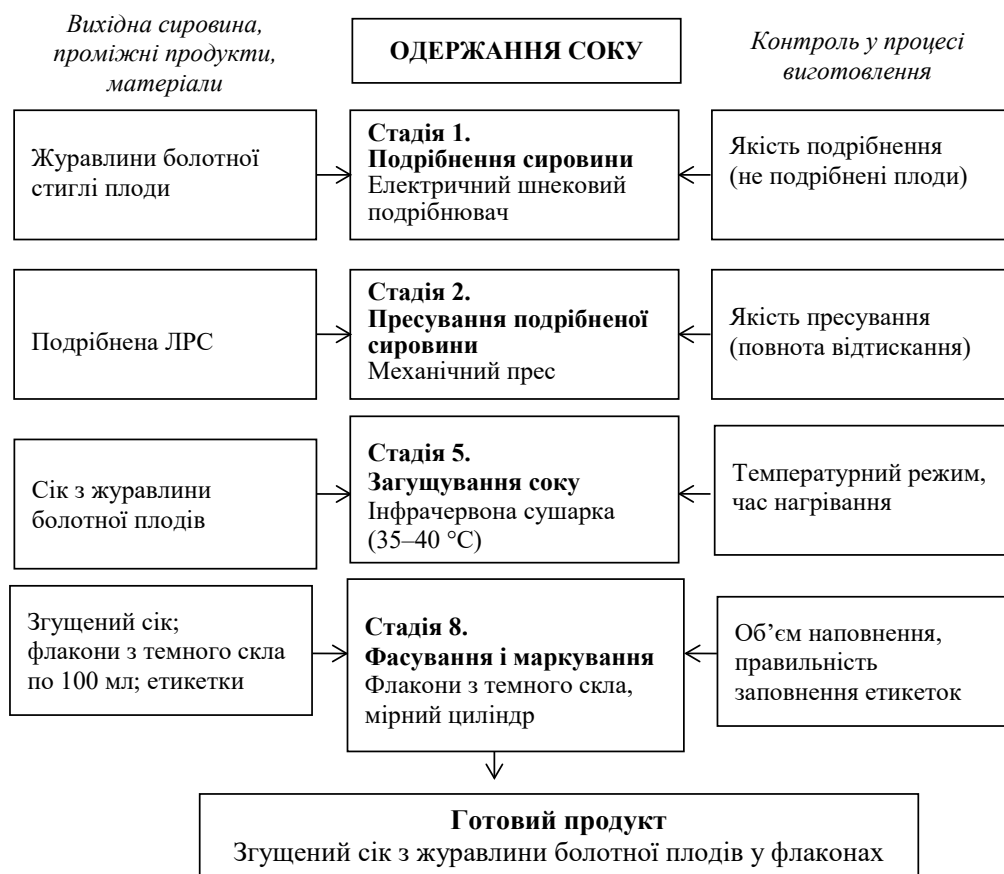 Вихідна сировина,
проміжні продукти,
матеріали
ОДЕРЖАННЯ СОКУ
Контроль у процесі
виготовлення
Журавлини болотної
стиглі плоди
Стадія 1.
Подрібнення сировини
Електричний шнековий
подрібнювач
Якість подрібнення
(не подрібнені плоди)
Подрібнена ЛРС
Стадія 2.
Пресування подрібненої
сировини
Механічний прес
Якість пресування
(повнота відтискання)
Сік з журавлини
болотної плодів
Стадія 5.
Загущування соку
Інфрачервона сушарка
(35–40 °С)
Температурний режим,
час нагрівання
Згущений сік;
флакони з темного скла
по 100 мл; етикетки
Стадія 8.
Фасування і маркування
Флакони з темного скла,
мірний циліндр
Об’єм наповнення,
правильність
заповнення етикеток
Готовий продукт
Згущений сік з журавлини болотної плодів у флаконах